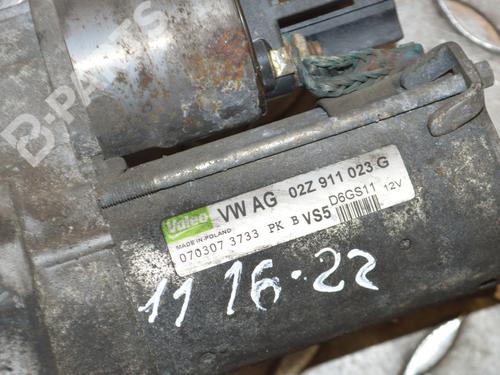 B-PARTS
Valeo VW AG 02Z 911 023 G
MADE IN POLAND D6GS11 12V
070307 3733 PK B VS5
11 16-22